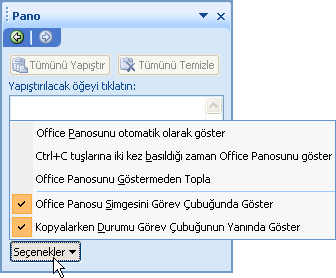 Pano
Tümünü Yapıştır Tümünü Temizle
Yapıştırılacak öğeyi tıklatın:
Office Panosunu otomatik olarak göster
Ctrl+C tuşlarına iki kez basıldığı zaman Office Panosunu göster
Office Panosunu Göstermeden Topla
Office Panosu Simgesini Görev Çubuğunda Göster
Kopyalarken Durumu Görev Çubuğunun Yanında Göster
Seçenekler